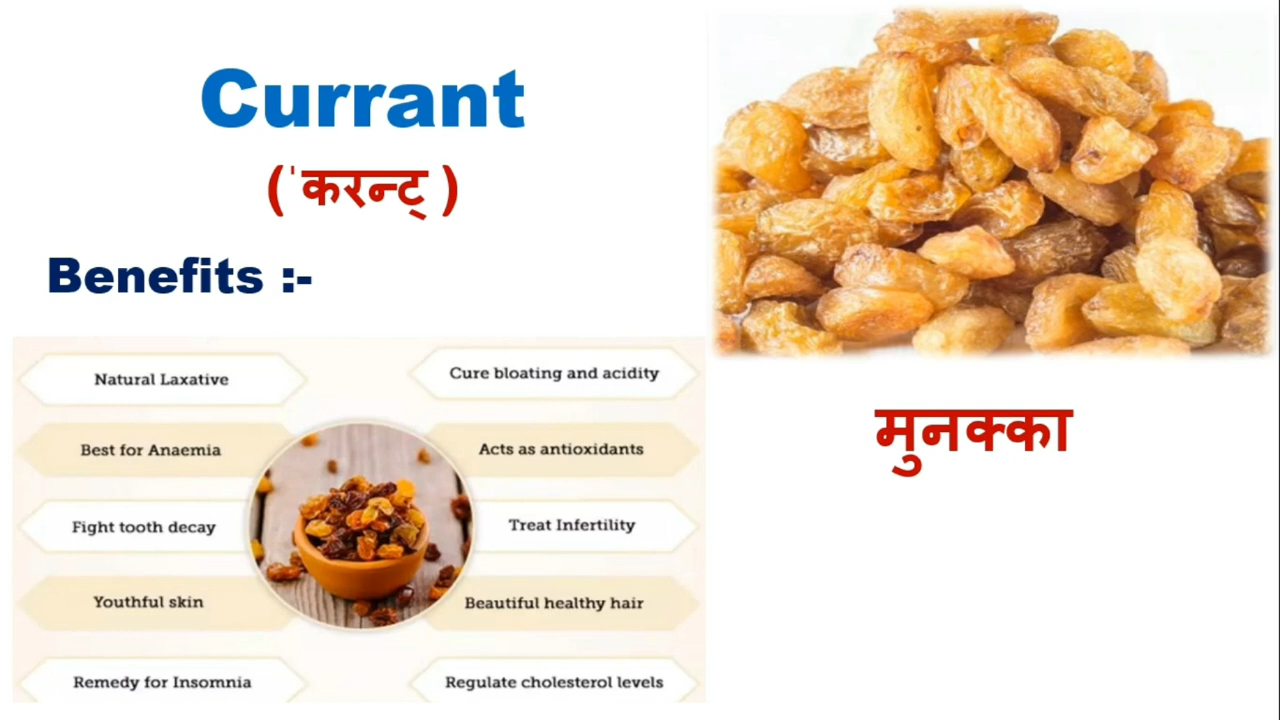 Currant
(ˈकरन्ट् )
Benefits :-
Natural Laxative
Cure bloating and acidity
Best for Anaemia
Acts as antioxidants
Fight tooth decay
Treat Infertility
Youthful skin
Beautiful healthy hair
Remedy for Insomnia
Regulate cholesterol levels
मुनक्का